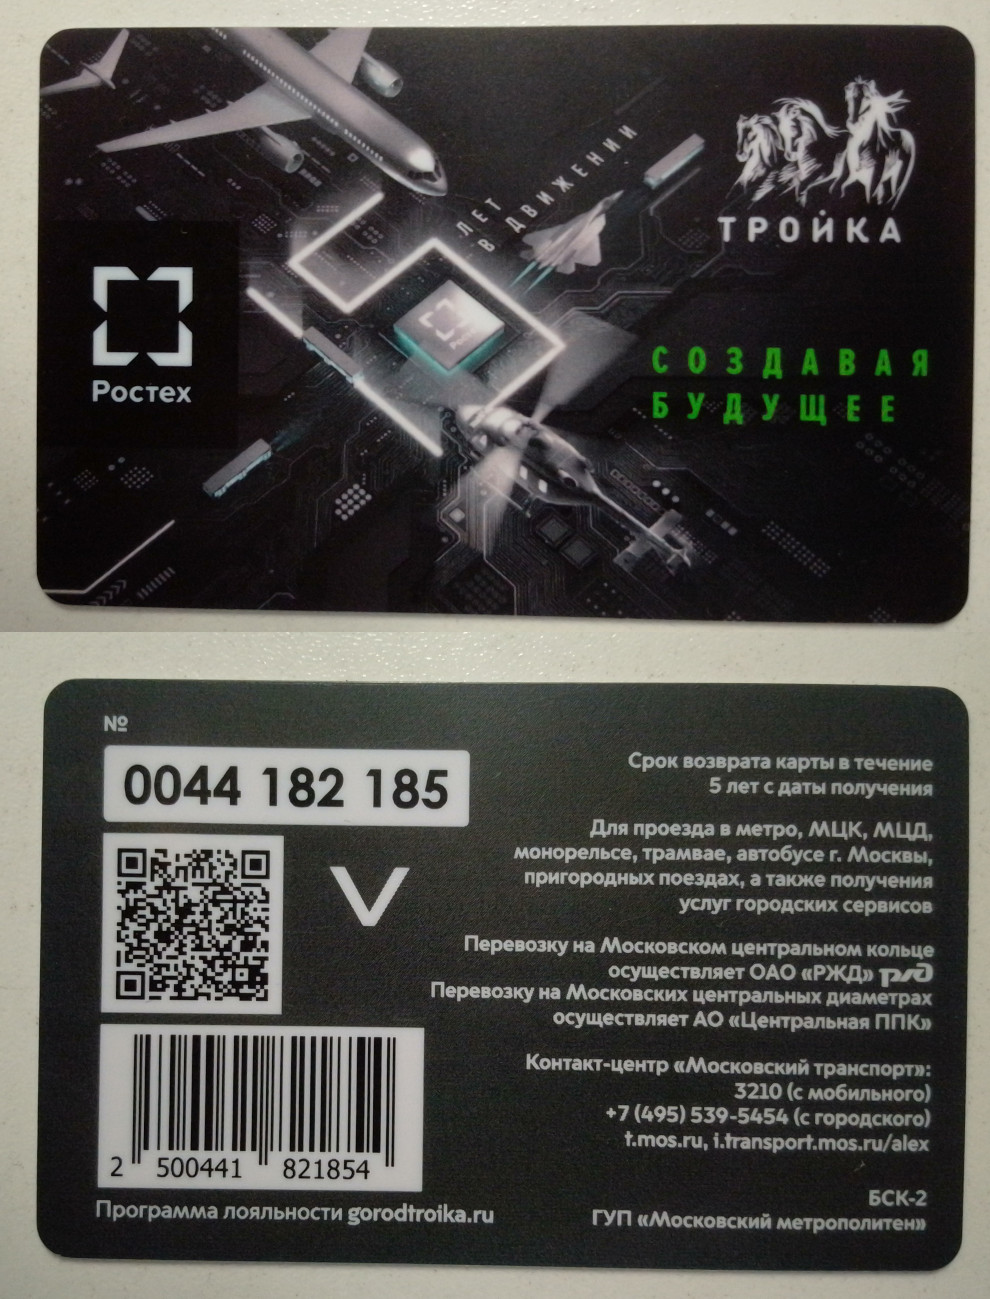 ЛЕТ
В ДВИЖЕНИИ
ТРОЙКА
Ростех
СОЗДАВАЯ
БУДУЩЕЕ
№
0044 182 185
Срок возврата карты в течение
5 лет с даты получения
Для проезда в метро, МЦК, МЦД,
монорельсе, трамвае, автобусе г. Москвы,
пригородных поездах, а также получения
услуг городских сервисов
Перевозку на Московском центральном кольце
осуществляет ОАО «РЖД» ржд
Перевозку на Московских центральных диаметрах
осуществляет АО «Центральная ППК»
Контакт-центр «Московский транспорт»:
3210 (с мобильного)
+7 (495) 539-5454 (с городского)
t.mos.ru, i.transport.mos.ru/alex
2 500441 821854
БСК-2
Программа лояльности gorodtroika.ru
ГУП «Московский метрополитен»